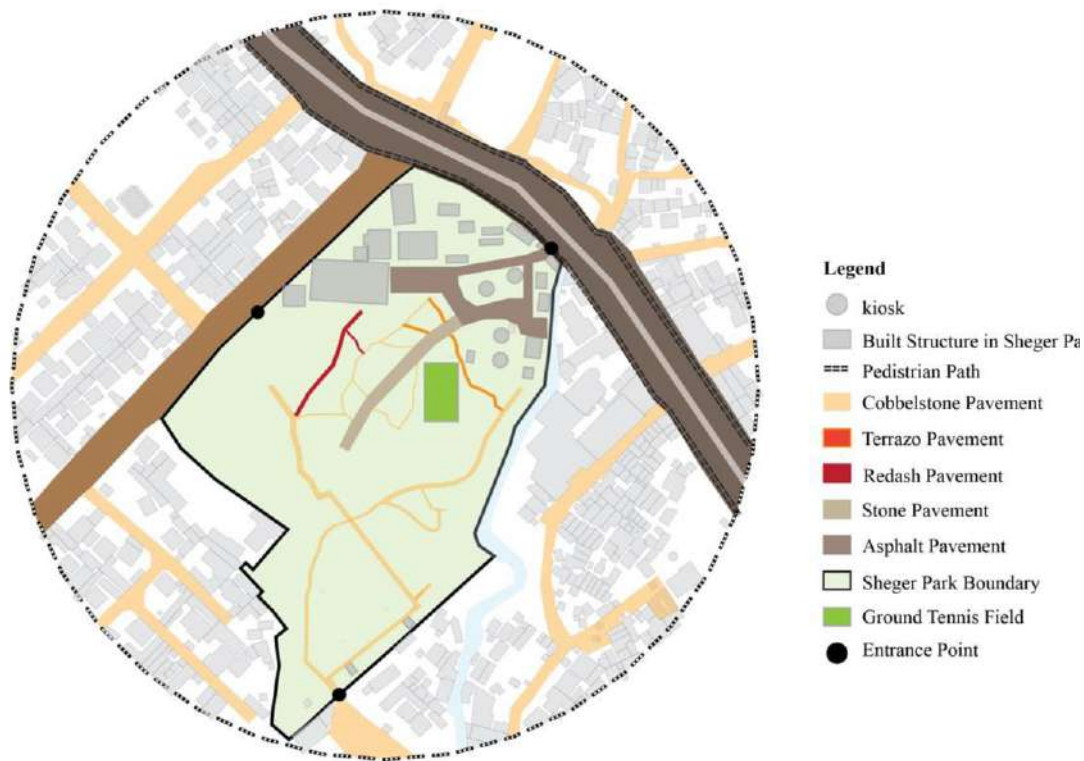 Legend
kiosk
Built Structure in Sheger Pa
Pedistrian Path
Cobbelstone Pavement
Terrazo Pavement
Redash Pavement
Stone Pavement
Asphalt Pavement
Sheger Park Boundary
Ground Tennis Field
Entrance Point